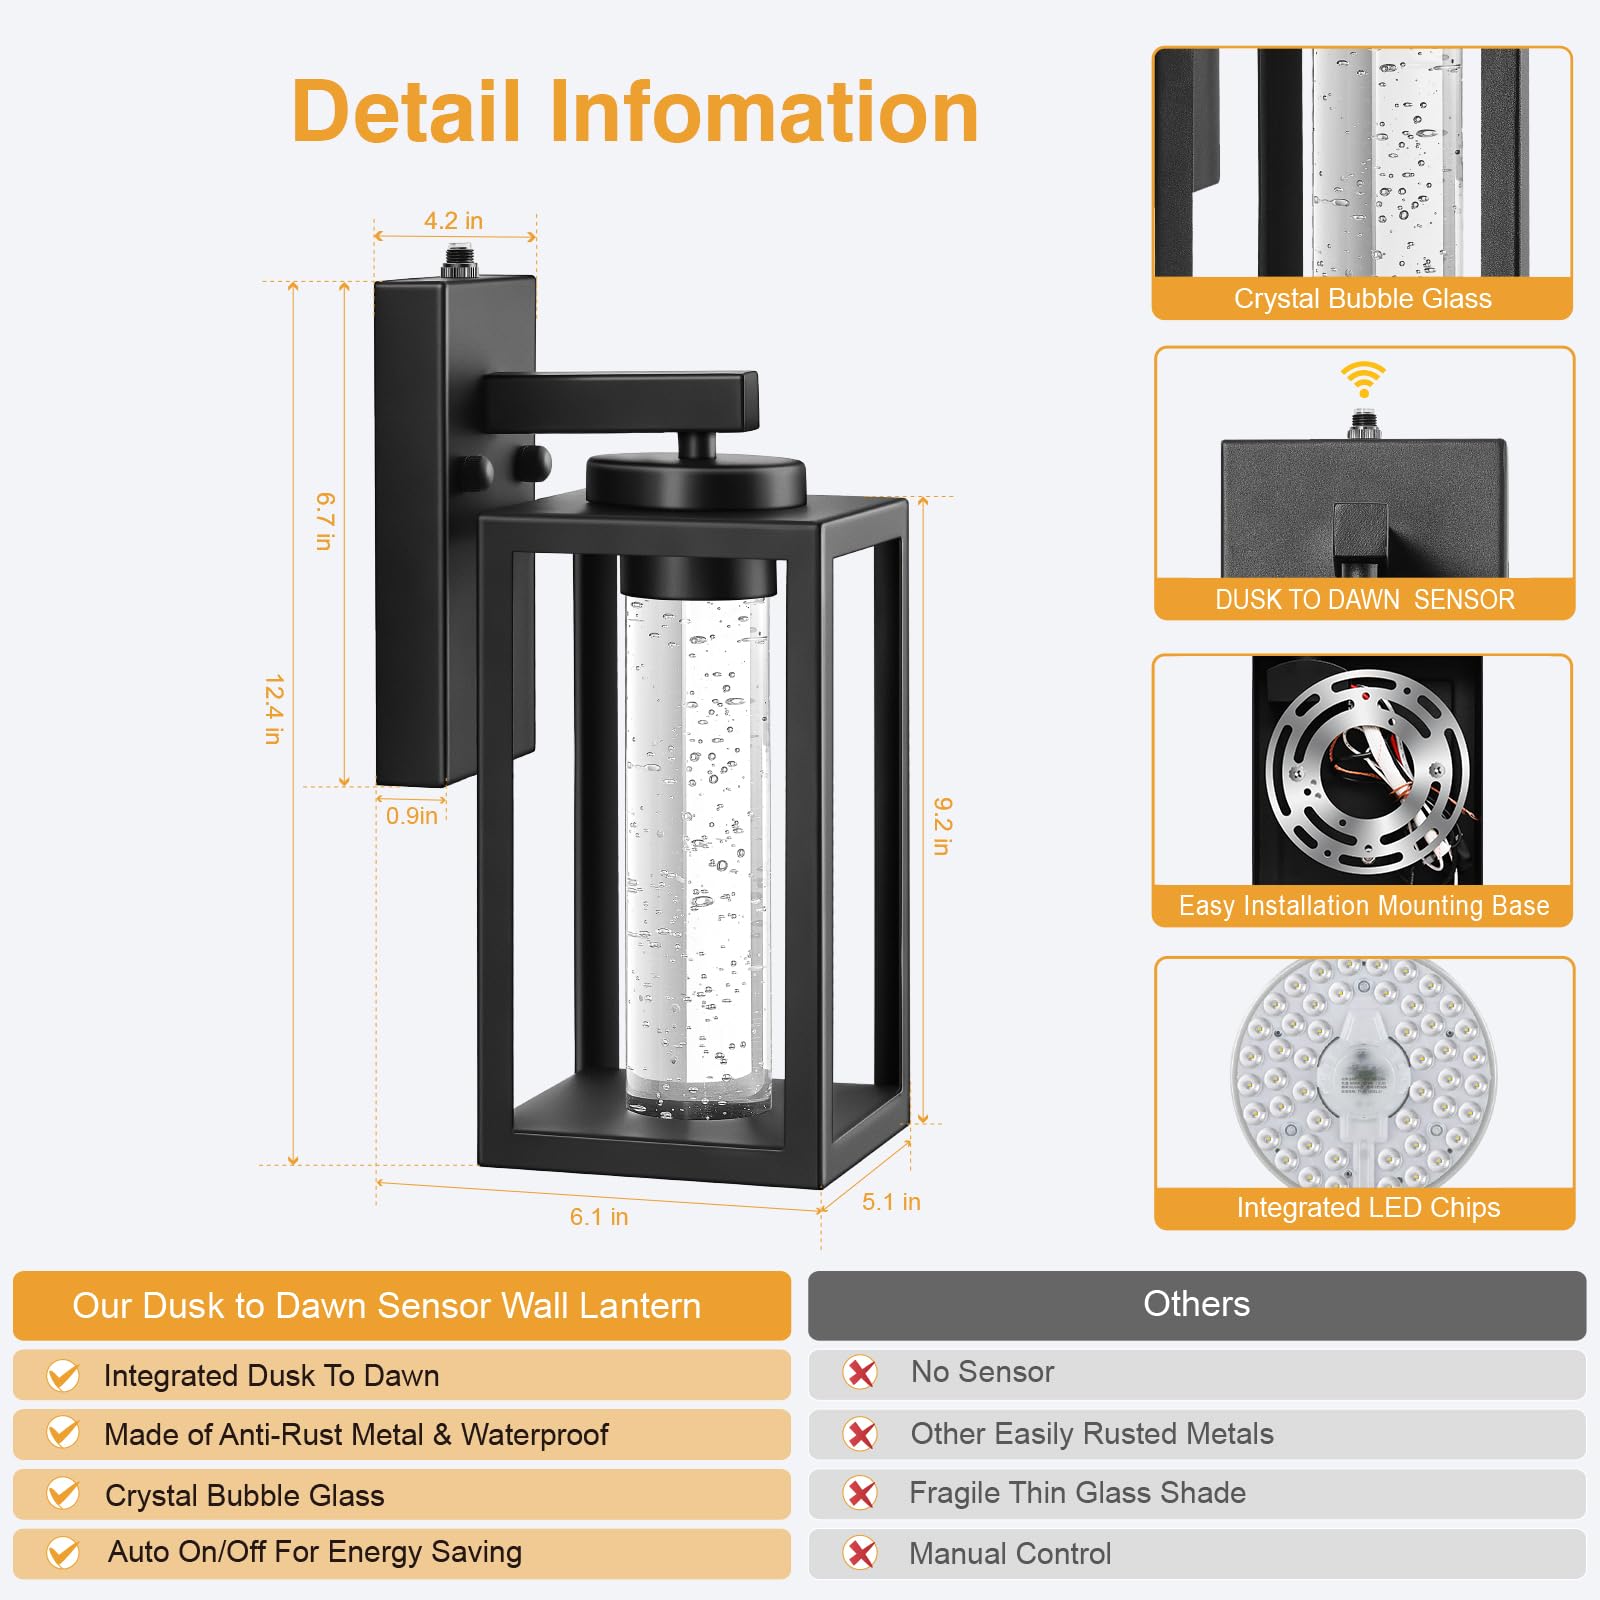 Detail Infomation
4.2 in
6.7 in
12.4 in
0.9in
9.2 in
6.1 in
5.1 in
Crystal Bubble Glass
DUSK TO DAWN SENSOR
Easy Installation Mounting Base
Integrated LED Chips
Our Dusk to Dawn Sensor Wall Lantern
Integrated Dusk To Dawn
Made of Anti-Rust Metal & Waterproof
Crystal Bubble Glass
Auto On/Off For Energy Saving
Others
No Sensor
Other Easily Rusted Metals
Fragile Thin Glass Shade
Manual Control